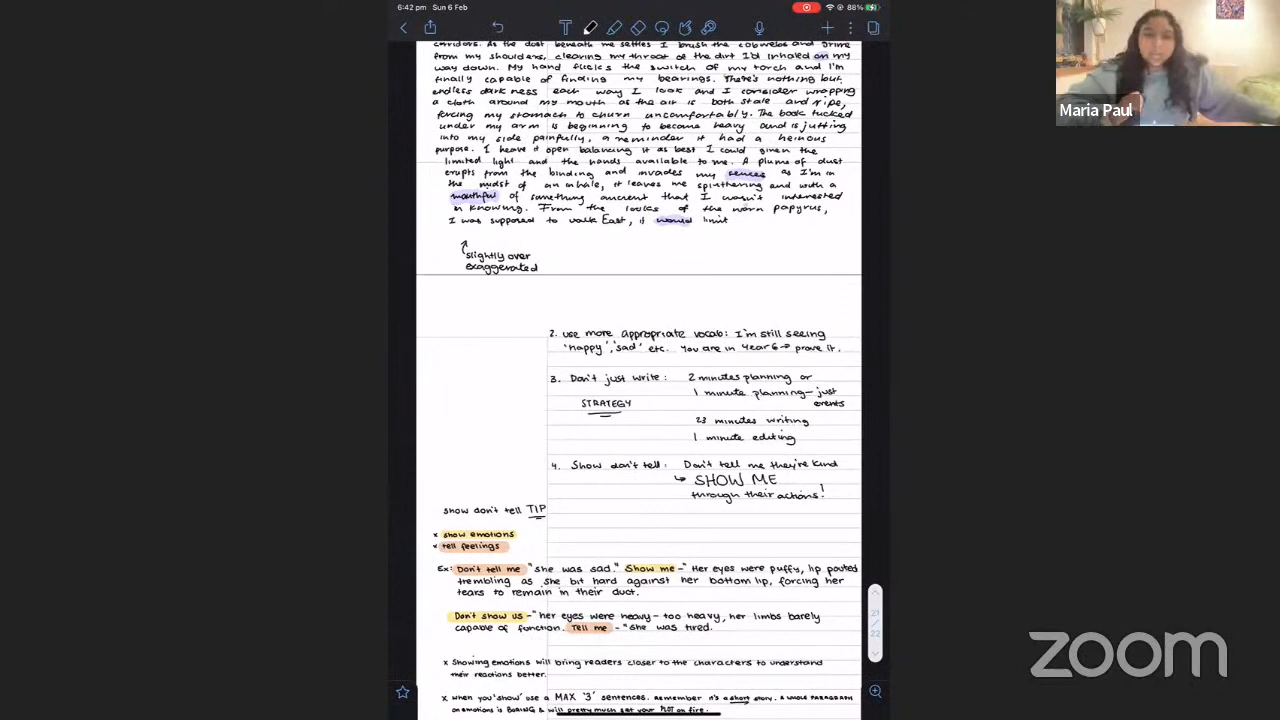 6:42 pm Sun 6 Feb
88%
Maria Paul
corridors. As the dust beneath me settles I brush the cobwebs and grime
from my shoulders, clearing my throat of the dirt I'd inhaled on my
way down. My hand flicks the switch of my torch and I'm
finally capable of finding my bearings. There's nothing but
endless darkness each way I look and I consider wrapping
a cloth around my mouth as the air is both stale and ripe,
forcing my stomach to churn uncomfortably. The book tucked
under my arm is beginning to become heavy and is jutting
into my side painfully, a reminder it had a heinous
purpose. I heave it open balancing it as best I could given the
limited light and the hands available to me. A plume of dust
erupts from the binding and invades my sences as I'm in
the midst of an inhale, it leaves me spluttering and with a
mouthful of something ancient that I wasn't interested
in knowing. From the looks of the worn papyrus,
I was supposed to walk East, it would limit
slightly over
exaggerated
2. use more appropriate vocab: I'm still seeing
'happy', 'sad' etc. You are in Year 6 → prove it.
3. Don't just write: 2 minutes planning or
1 minute planning - just
events
STRATEGY
23 minutes writing
1 minute editing
4. Show don't tell: Don't tell me they're kind
↳ SHOW ME
through their actions!
show don't tell TIP
x show emotions
x tell feelings
Ex: Don't tell me "she was sad." Show me - "Her eyes were puffy, lip pouted
trembling as she bit hard against her bottom lip, forcing her
tears to remain in their duct.
Don't show us - "her eyes were heavy - too heavy, her limbs barely
capable of function. Tell me - "she was tired.
x Showing emotions will bring readers closer to the characters to understand
their reactions better.
x When you 'show' use a MAX '3' sentences. Remember it's a short story. A WHOLE PARAGRAPH
on emotions is BORING & will pretty much set your PLOT on fire.
21
/
22
zoom